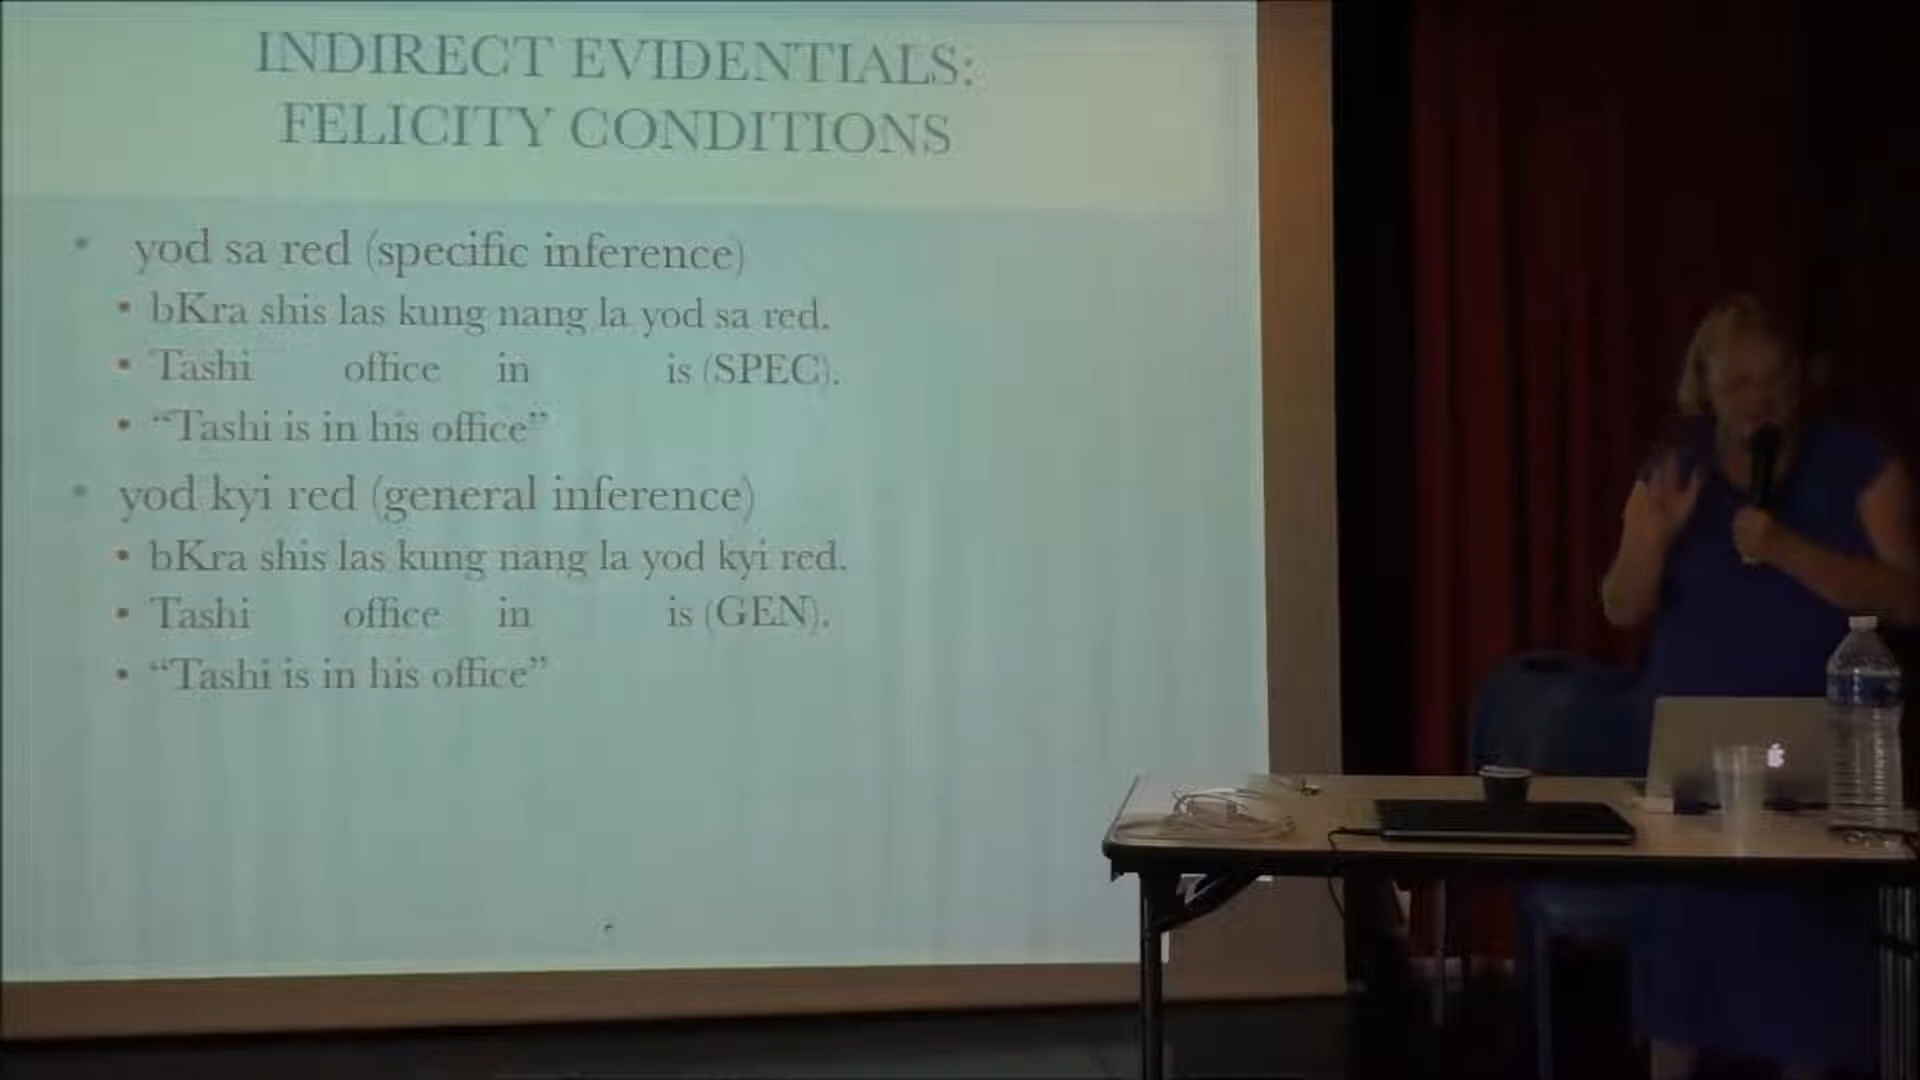 INDIRECT EVIDENTIALS:
FELICITY CONDITIONS
• yod sa red (specific inference)
• bKra shis las kung nang la yod sa red.
• Tashi office in is (SPEC).
• “Tashi is in his office”
• yod kyi red (general inference)
• bKra shis las kung nang la yod kyi red.
• Tashi office in is (GEN).
• “Tashi is in his office”